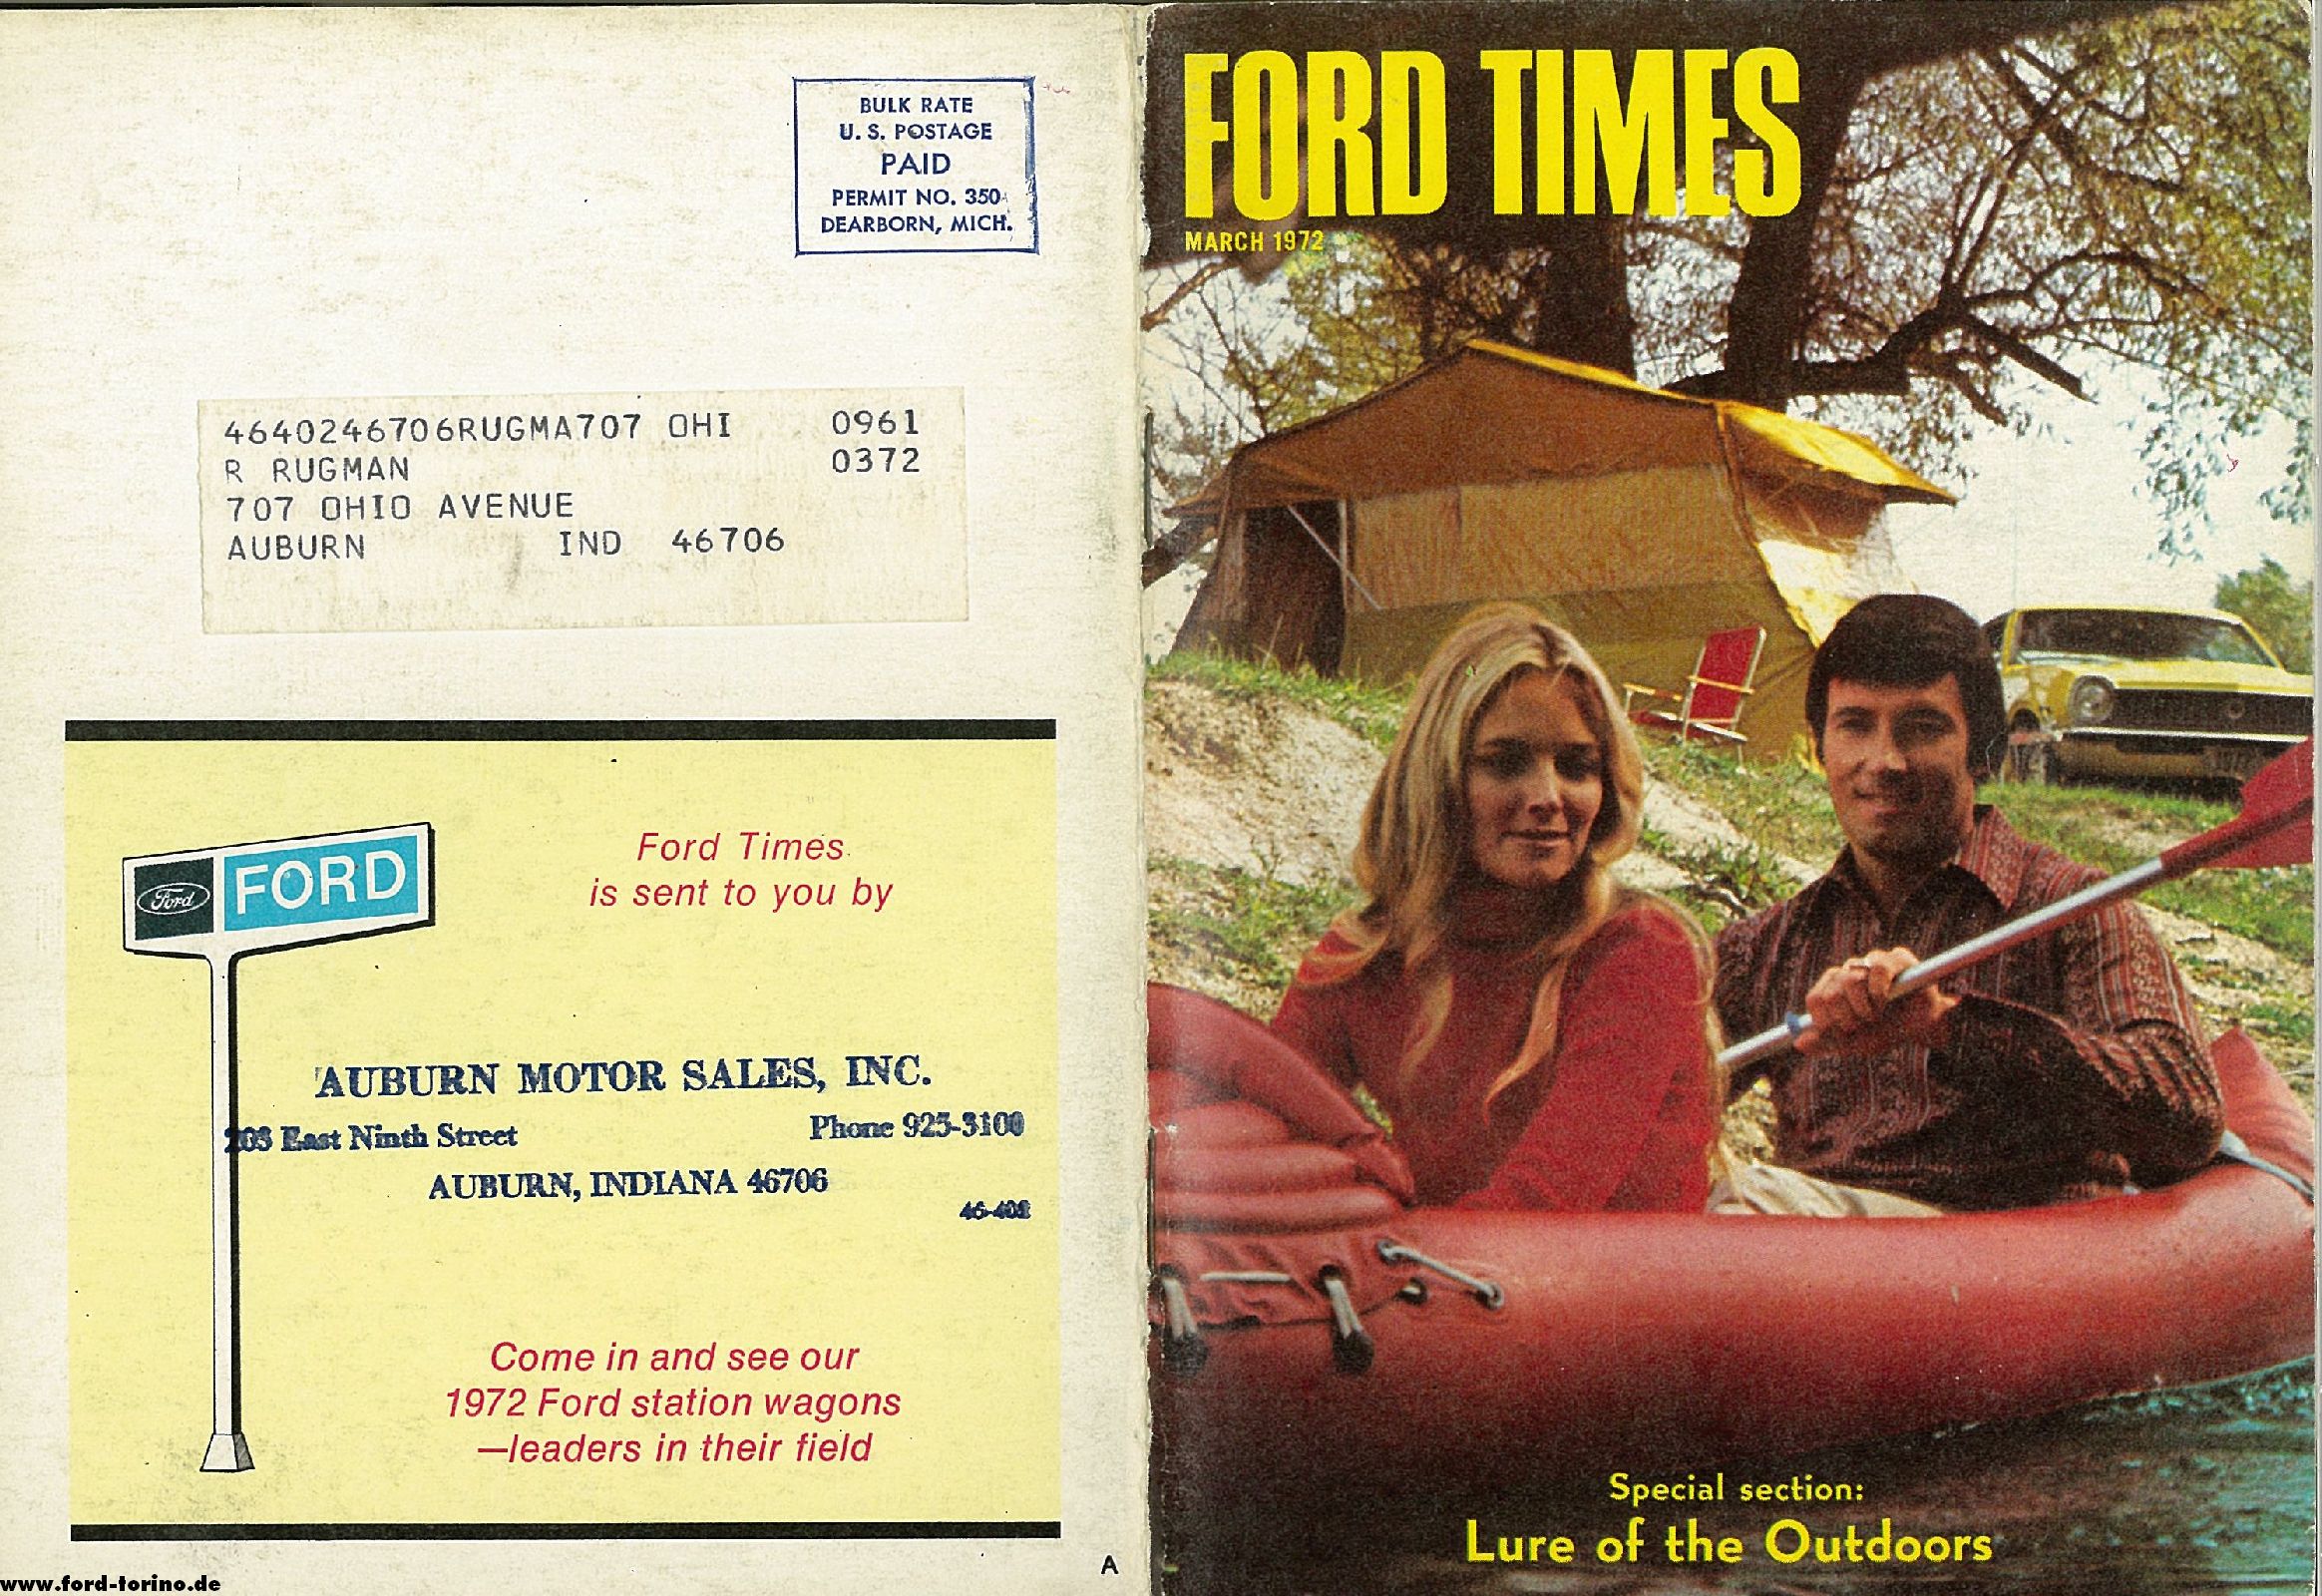 BULK RATE
U. S. POSTAGE
PAID
PERMIT NO. 350
DEARBORN, MICH.
4640246706RUGMA707 OHI 0961
R RUGMAN 0372
707 OHIO AVENUE
AUBURN IND 46706
Ford FORD
Ford Times
is sent to you by
AUBURN MOTOR SALES, INC.
203 East Ninth Street Phone 925-3100
AUBURN, INDIANA 46706
46-402
Come in and see our
1972 Ford station wagons
—leaders in their field
A
www.ford-torino.de
FORD TIMES
MARCH 1972
Special section:
Lure of the Outdoors